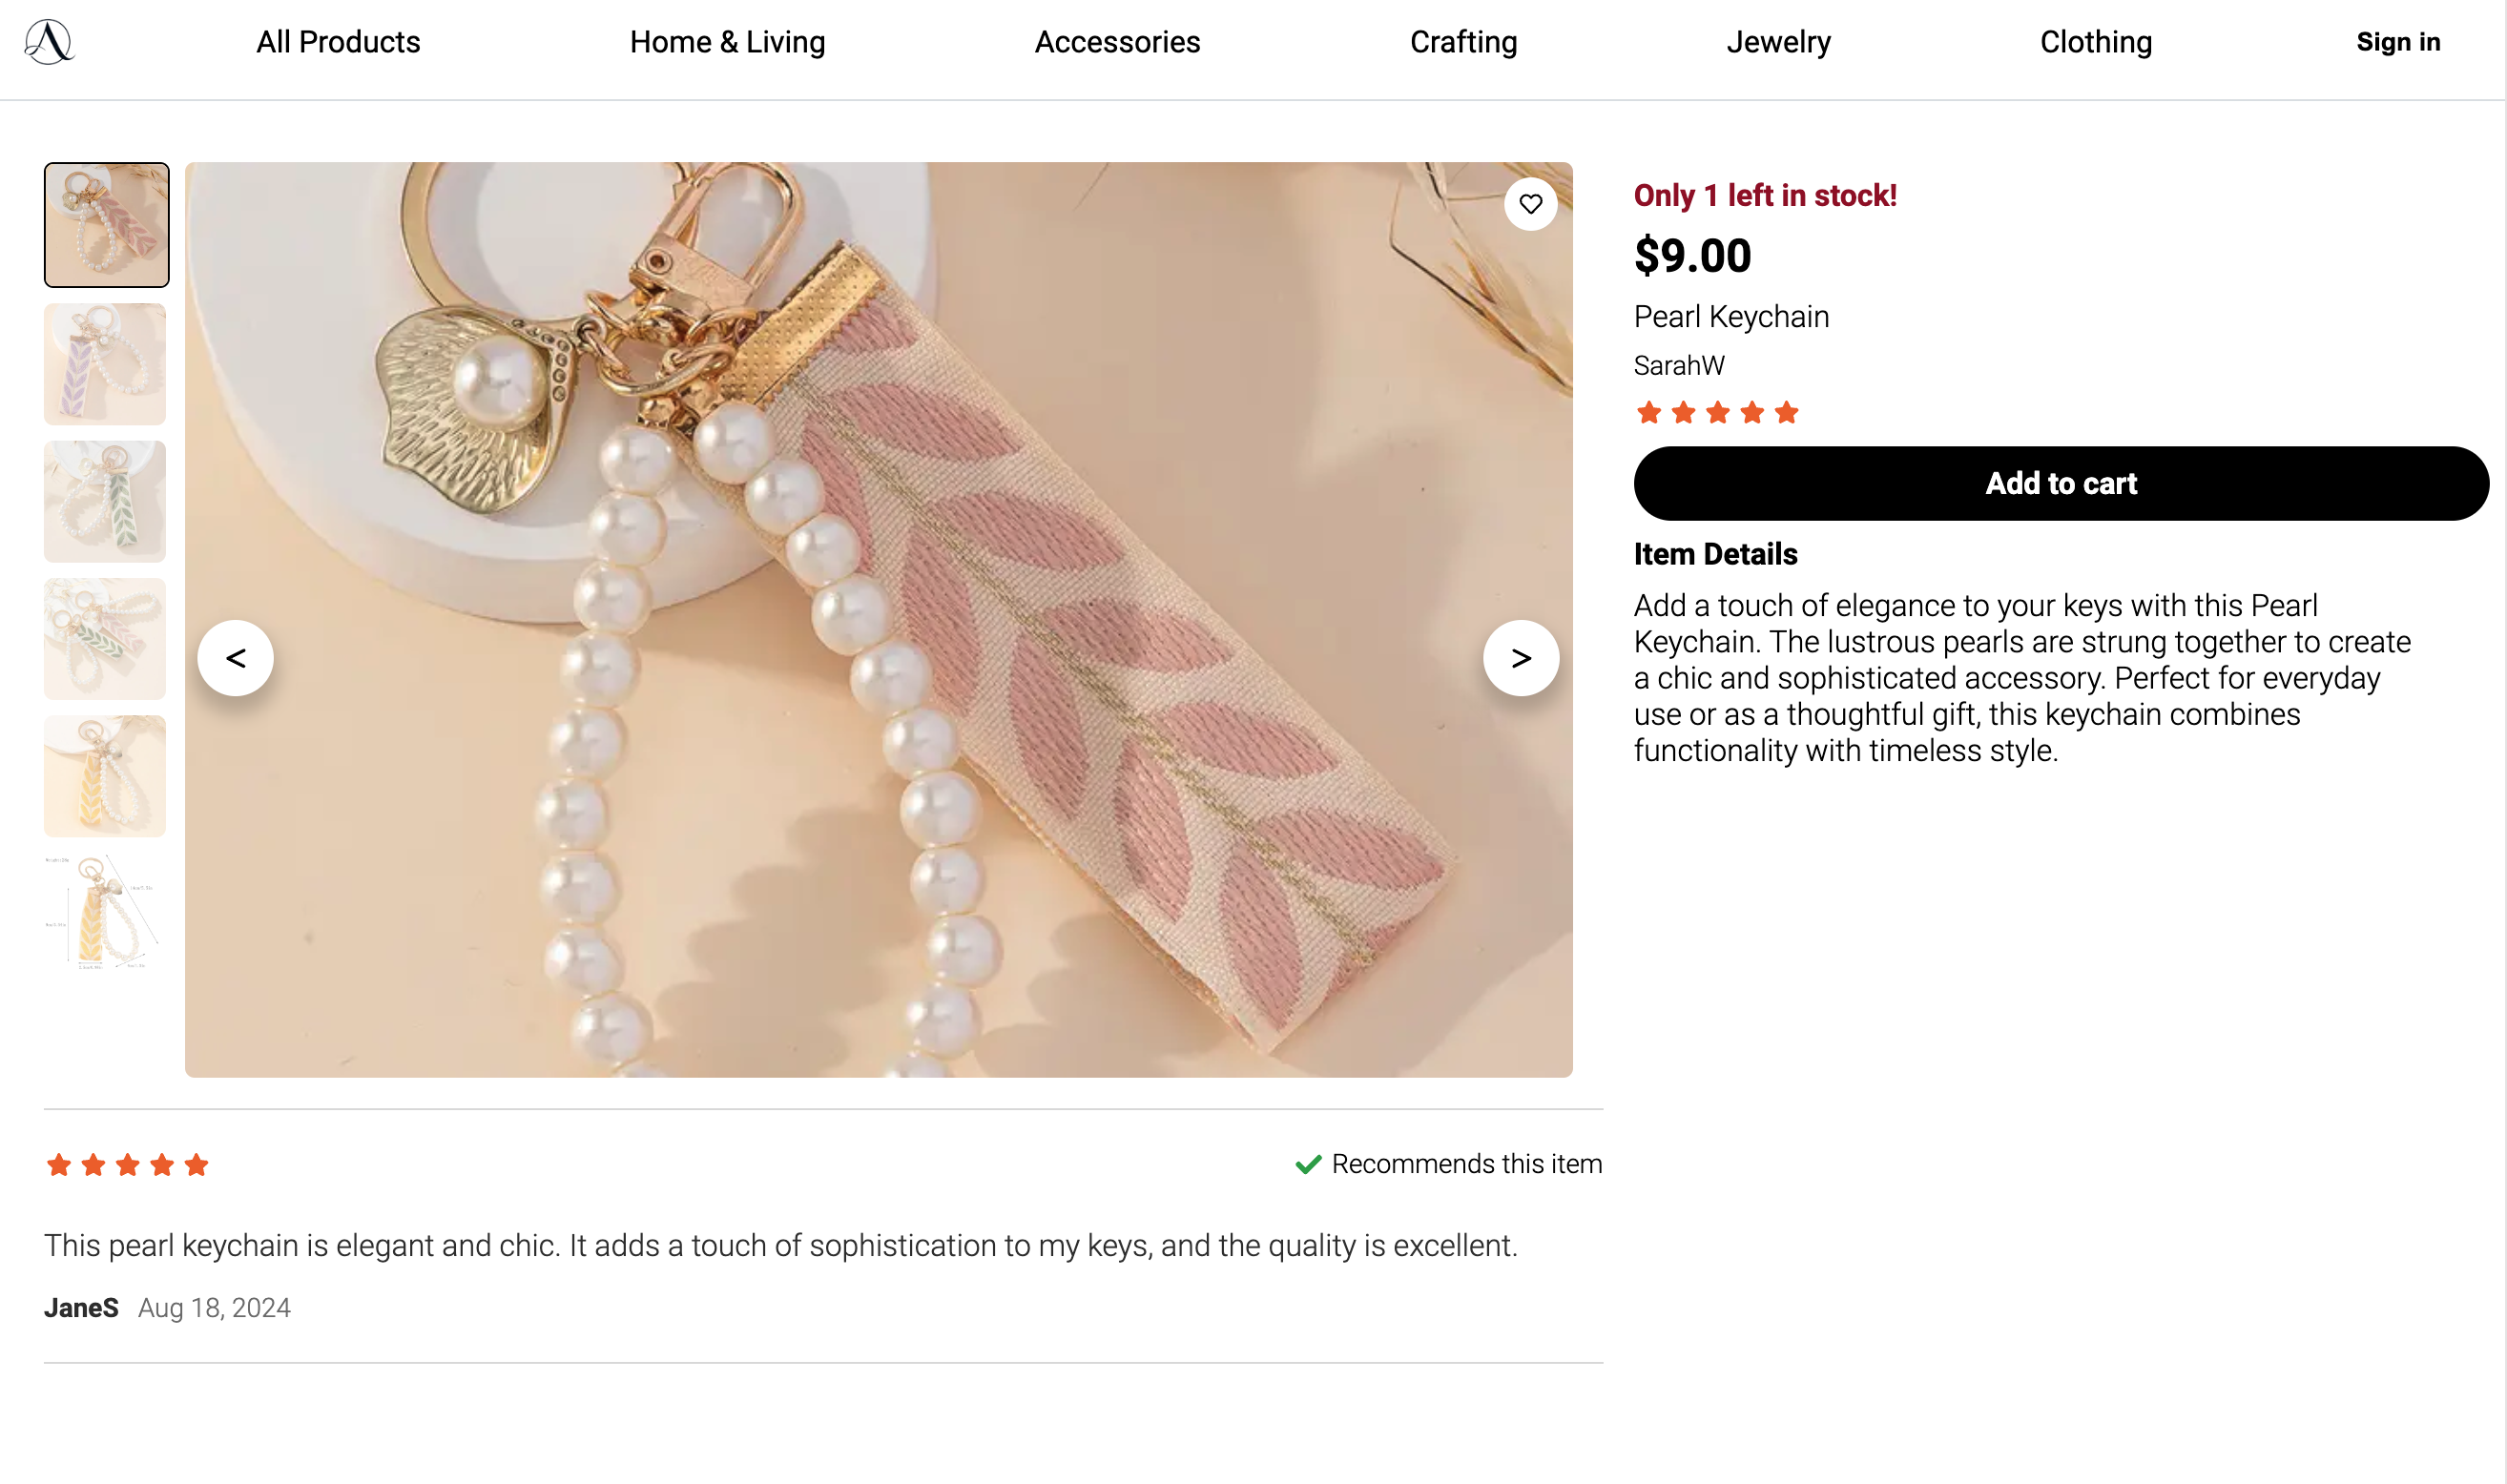 All Products
Home & Living
Accessories
Crafting
Jewelry
Clothing
Sign in
Only 1 left in stock!
$9.00
Pearl Keychain
SarahW
Add to cart
Item Details
Add a touch of elegance to your keys with this Pearl
Keychain. The lustrous pearls are strung together to create
a chic and sophisticated accessory. Perfect for everyday
use or as a thoughtful gift, this keychain combines
functionality with timeless style.
<
>
Recommends this item
This pearl keychain is elegant and chic. It adds a touch of sophistication to my keys, and the quality is excellent.
JaneS Aug 18, 2024